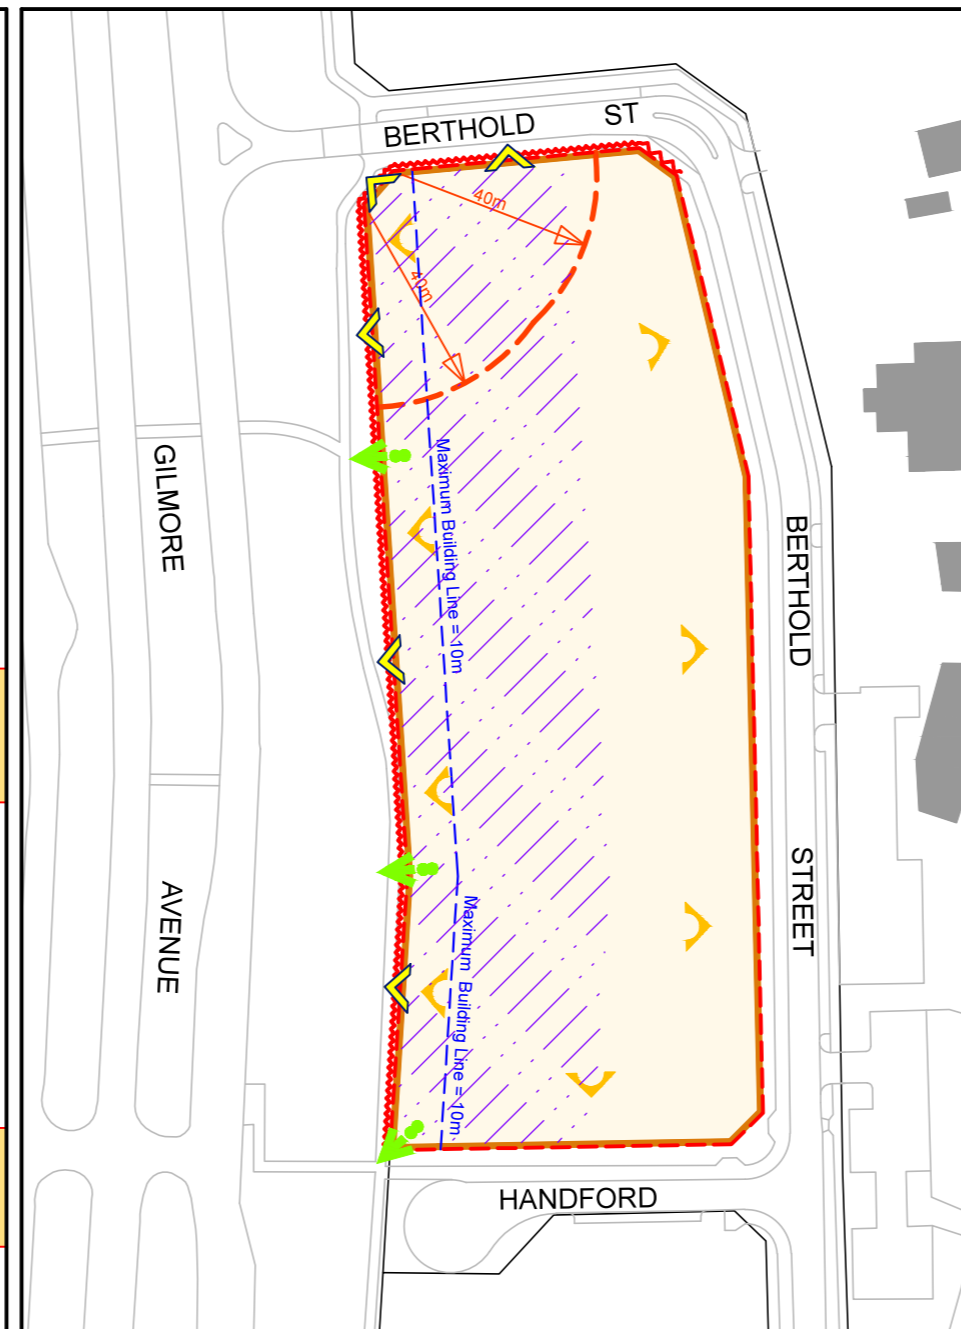 BERTHOLD ST
40m
40m
Maximum Building Line = 10m
GILMORE
BERTHOLD
STREET
AVENUE
Maximum Building Line = 10m
HANDFORD